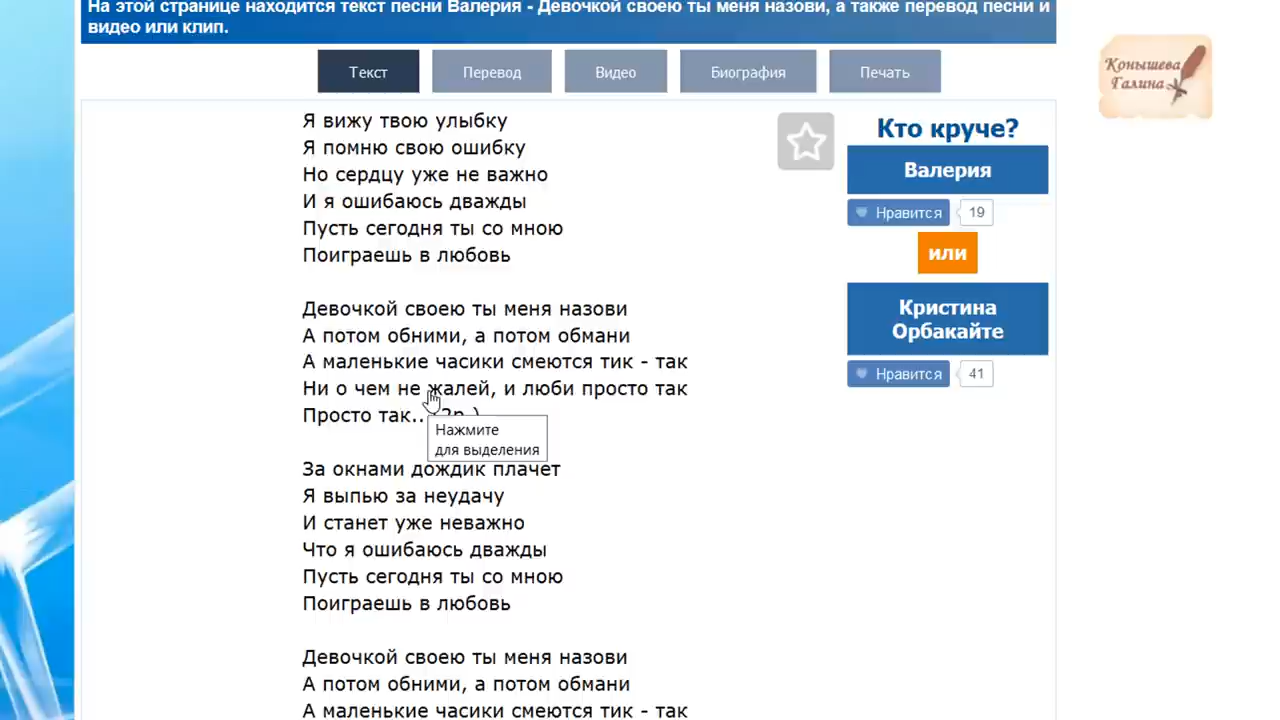 На этой странице находится текст песни Валерия - Девочкой своею ты меня назови, а также перевод песни и
видео или клип.
Конышева
Галина
Текст
Перевод
Видео
Биография
Печать
Я вижу твою улыбку
Я помню свою ошибку
Но сердцу уже не важно
И я ошибаюсь дважды
Пусть сегодня ты со мною
Поиграешь в любовь
Девочкой своею ты меня назови
А потом обними, а потом обмани
А маленькие часики смеются тик - так
Ни о чем не жалей, и люби просто так
Просто так..
Нажмите
для выделения
За окнами дождик плачет
Я выпью за неудачу
И станет уже неважно
Что я ошибаюсь дважды
Пусть сегодня ты со мною
Поиграешь в любовь
Девочкой своею ты меня назови
А потом обними, а потом обмани
А маленькие часики смеются тик - так
Кто круче?
Валерия
Нравится 19
или
Кристина
Орбакайте
Нравится 41